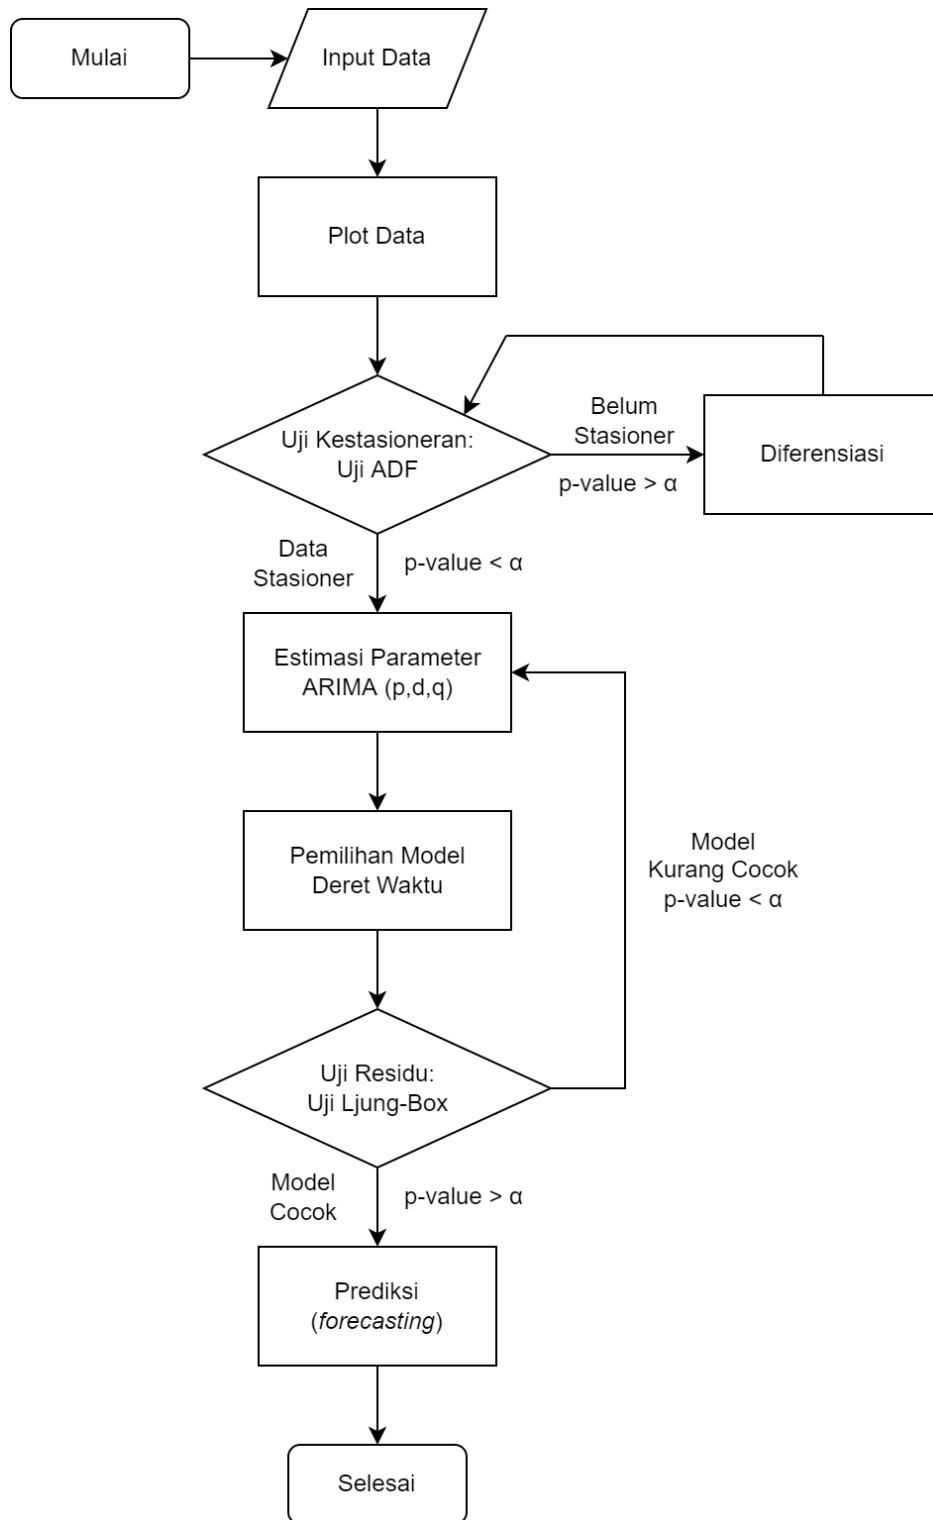 Mulai
Input Data
Plot Data
Uji Kestasioneran:
Uji ADF
Belum
Stasioner
p-value > α
Diferensiasi
Data
Stasioner
p-value < α
Estimasi Parameter
ARIMA (p,d,q)
Pemilihan Model
Deret Waktu
Model
Kurang Cocok
p-value < α
Uji Residu:
Uji Ljung-Box
Model
Cocok
p-value > α
Prediksi
(forecasting)
Selesai